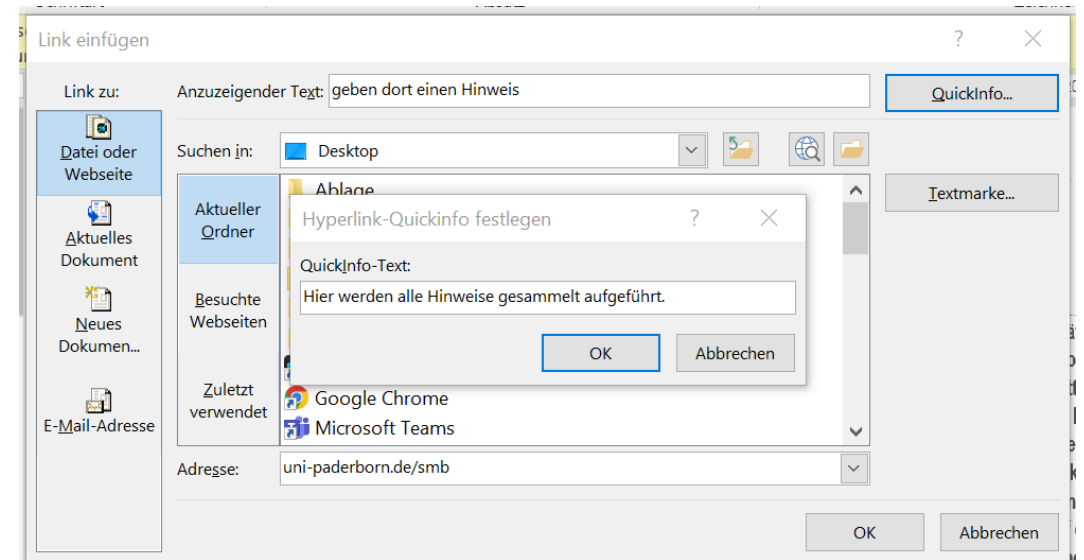 Link einfügen
Link zu:
Anzuzeigender Text: geben dort einen Hinweis
QuickInfo...
Datei oder
Webseite
Suchen in:
Desktop
Aktueller
Ordner
Ablage
Textmarke...
Hyperlink-Quickinfo festlegen
?
QuickInfo-Text:
Hier werden alle Hinweise gesammelt aufgeführt.
OK
Abbrechen
Aktuelles
Dokument
Besuchte
Webseiten
Neues
Dokumen...
Zuletzt
verwendet
Google Chrome
Microsoft Teams
E-Mail-Adresse
Adresse:
uni-paderborn.de/smb
OK
Abbrechen
?